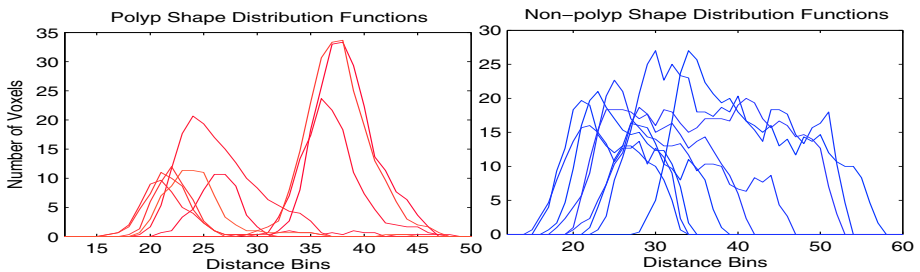 Polyp Shape Distribution Functions
Number of Voxels
35
30
25
20
15
10
5
0
15 20 25 30 35 40 45 50
Distance Bins
Non-polyp Shape Distribution Functions
30
25
20
15
10
5
0
20 30 40 50 60
Distance Bins